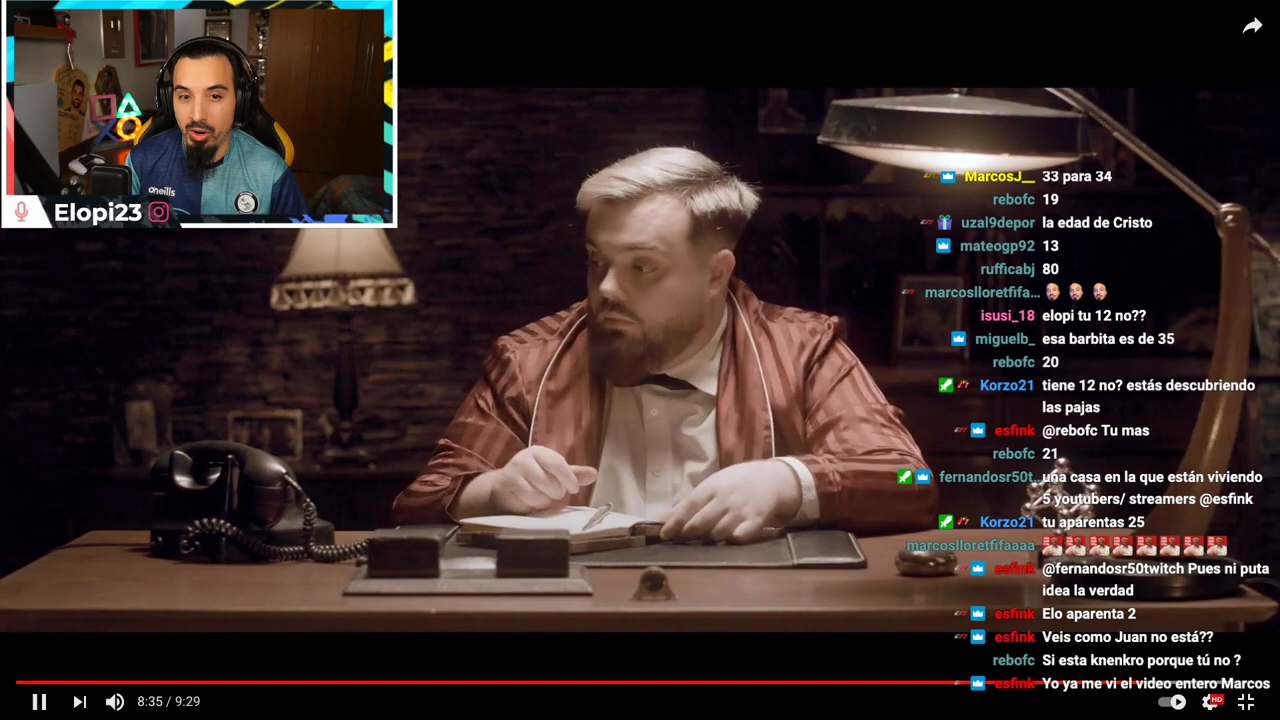 o'neills
Elopi23
MarcosJ__ 33 para 34
rebofc 19
uzal9depor la edad de Cristo
mateogp92 13
rufficabj 80
marcoslloretfifa...
isusi_18 elopi tu 12 no??
miguelb_ esa barbita es de 35
rebofc 20
Korzo21 tiene 12 no? estás descubriendo
las pajas
esfink @rebofc Tu mas
rebofc 21
fernandosr50t... una casa en la que están viviendo
5 youtubers/ streamers @esfink
Korzo21 tu aparentas 25
marcoslloretfifaaaa
esfink @fernandosr50twitch Pues ni puta
idea la verdad
esfink Elo aparenta 2
esfink Veis como Juan no está??
rebofc Si esta knenkro porque tú no ?
esfink Yo ya me vi el video entero Marcos
8:35 / 9:29
HD